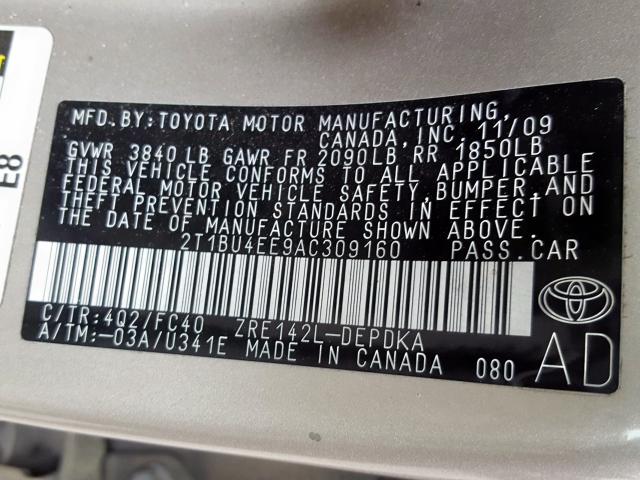 MFD.BY:TOYOTA MOTOR MANUFACTURING,
CANADA, INC. 11/09
GVWR 3840 LB GAWR FR 2090LB RR 1850LB
THIS VEHICLE CONFORMS TO ALL APPLICABLE
FEDERAL MOTOR VEHICLE SAFETY, BUMPER, AND
THEFT PREVENTION STANDARDS IN EFFECT ON
THE DATE OF MANUFACTURE SHOWN ABOVE.
2T1BU4EE9AC309160 PASS.CAR
C/TR:4Q2/FC40 ZRE142L-DEPDKA
A/TM:-03A/U341E MADE IN CANADA 080
AD
E8